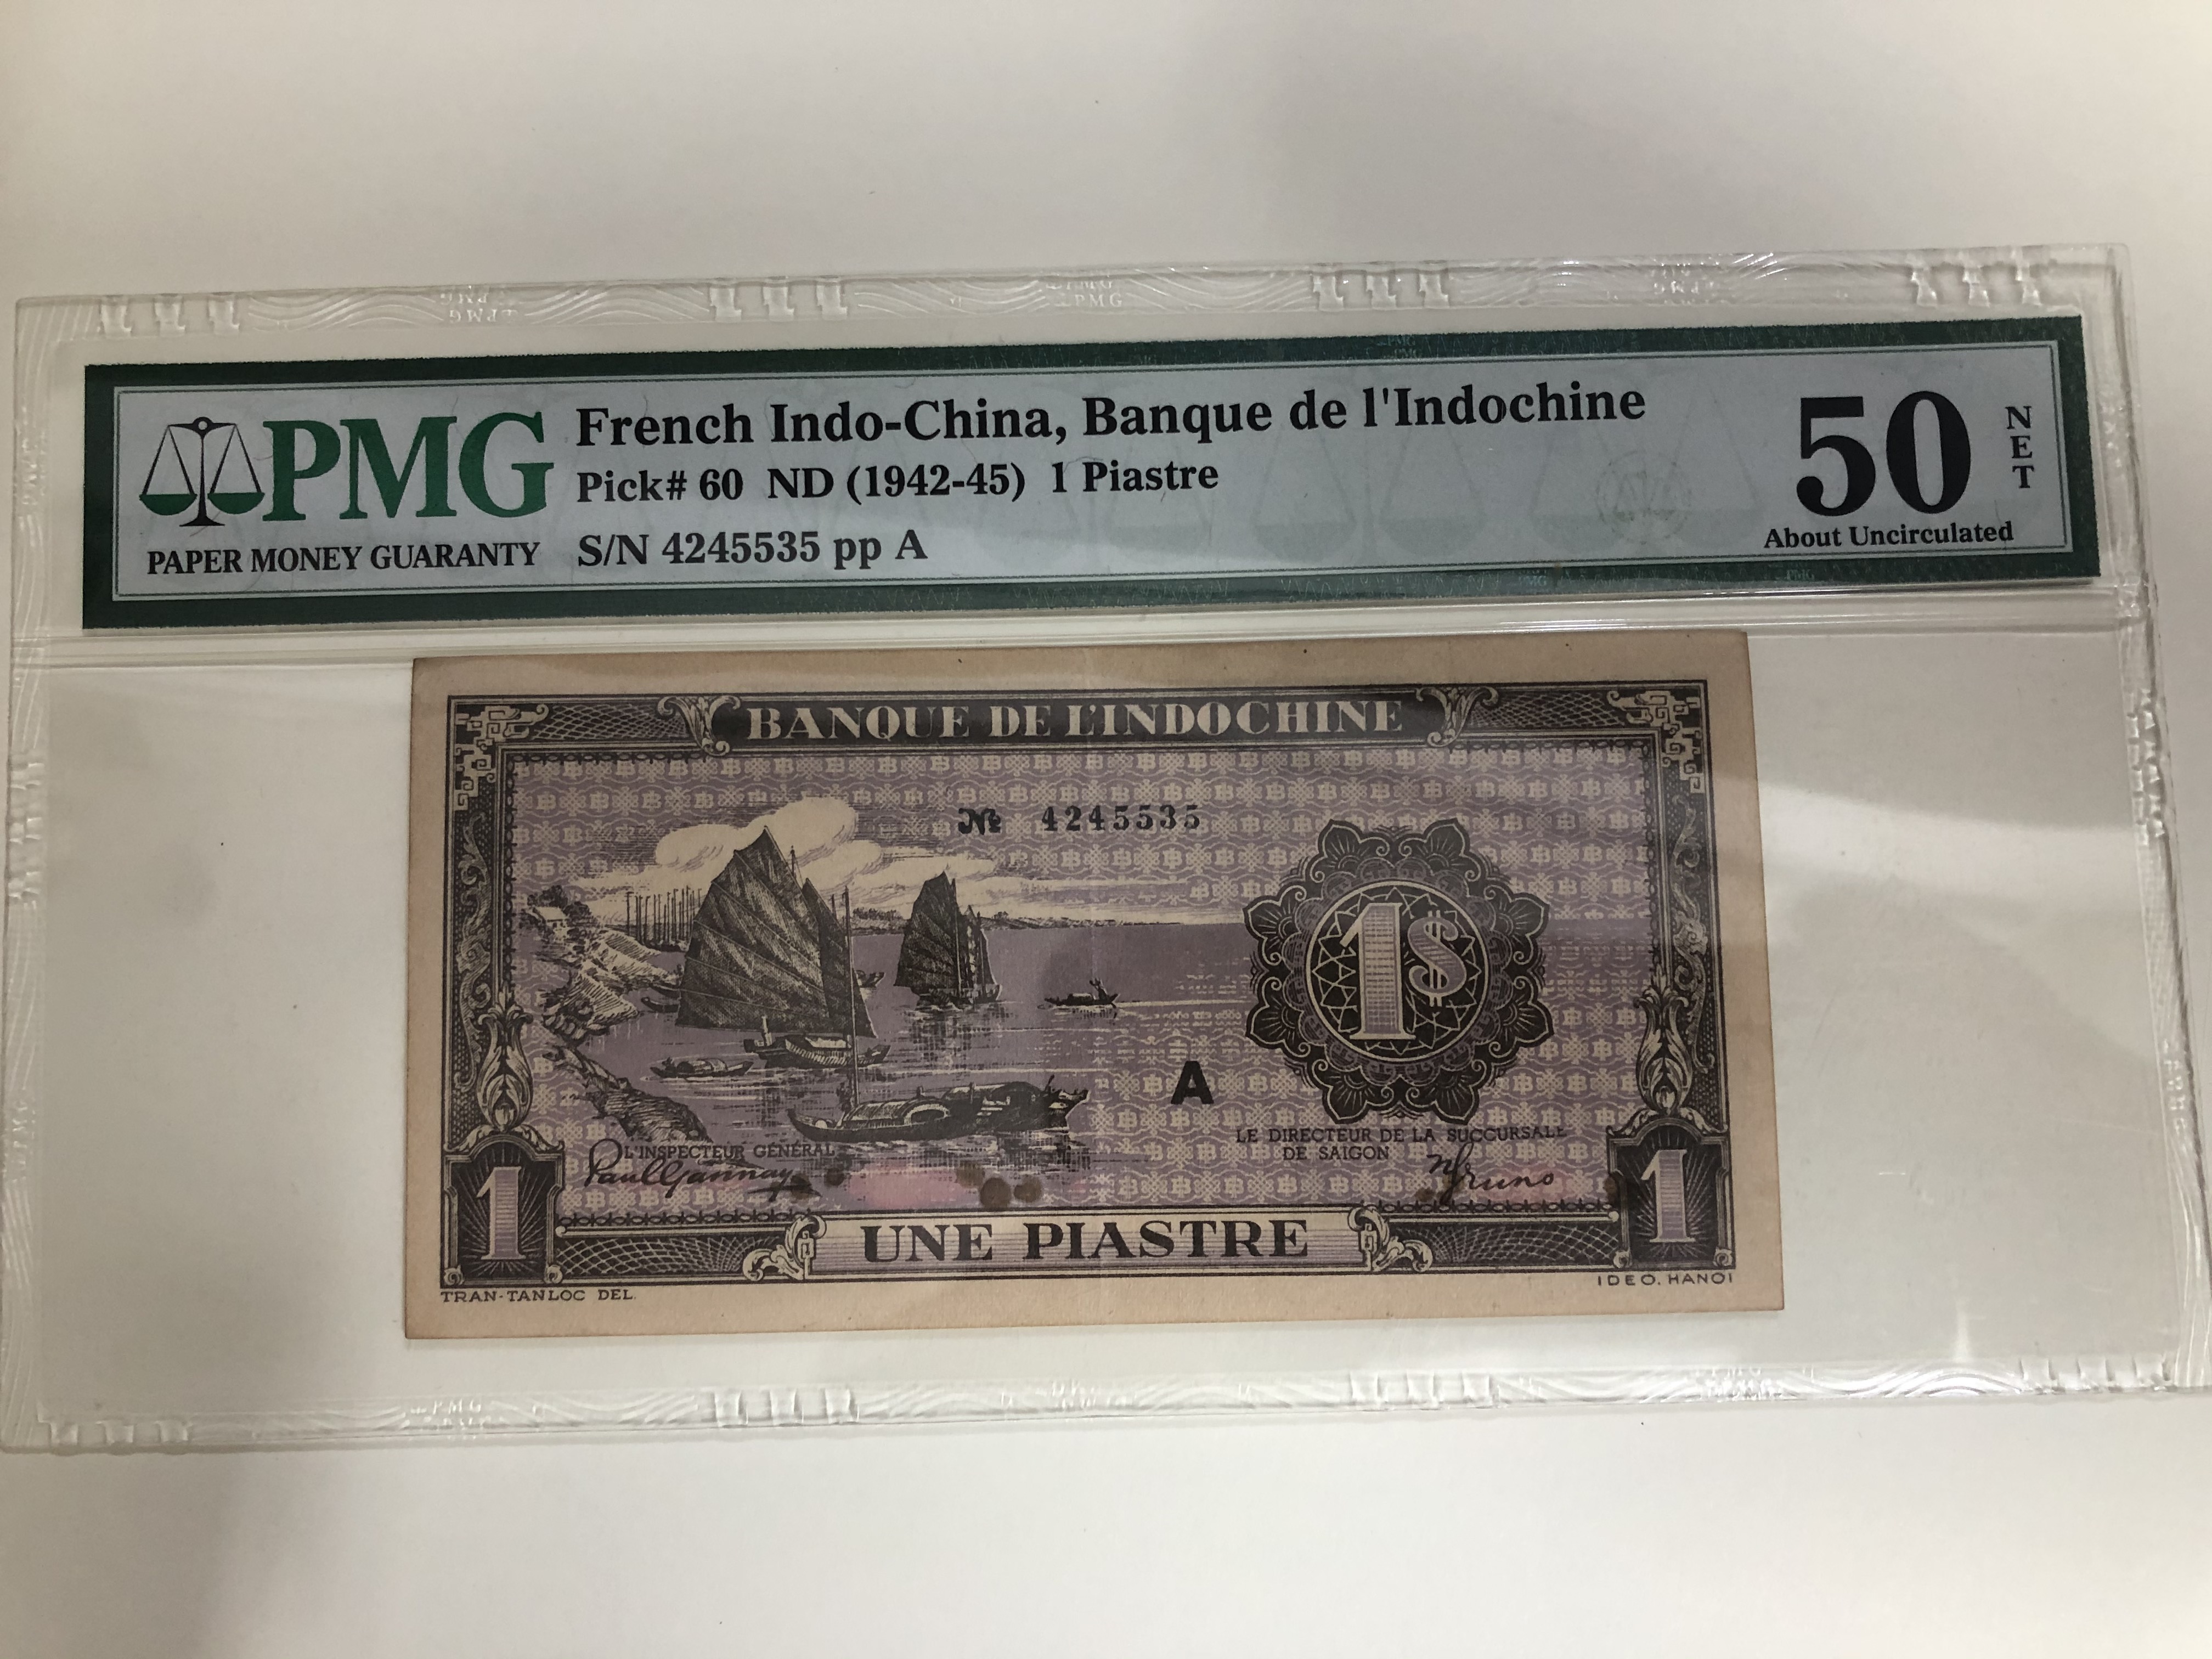 PMG
PAPER MONEY GUARANTY
French Indo-China, Banque de l'Indochine
Pick# 60 ND (1942-45) 1 Piastre
S/N 4245535 pp A
50
NET
About Uncirculated
BANQUE DE L'INDOCHINE
№ 4245535
1$
A
L'INSPECTEUR GÉNÉRAL
Paul Gannay
LE DIRECTEUR DE LA SUCCURSALE
DE SAIGON
1
UNE PIASTRE
1
TRAN-TANLOC DEL.
IDEO. HANOI